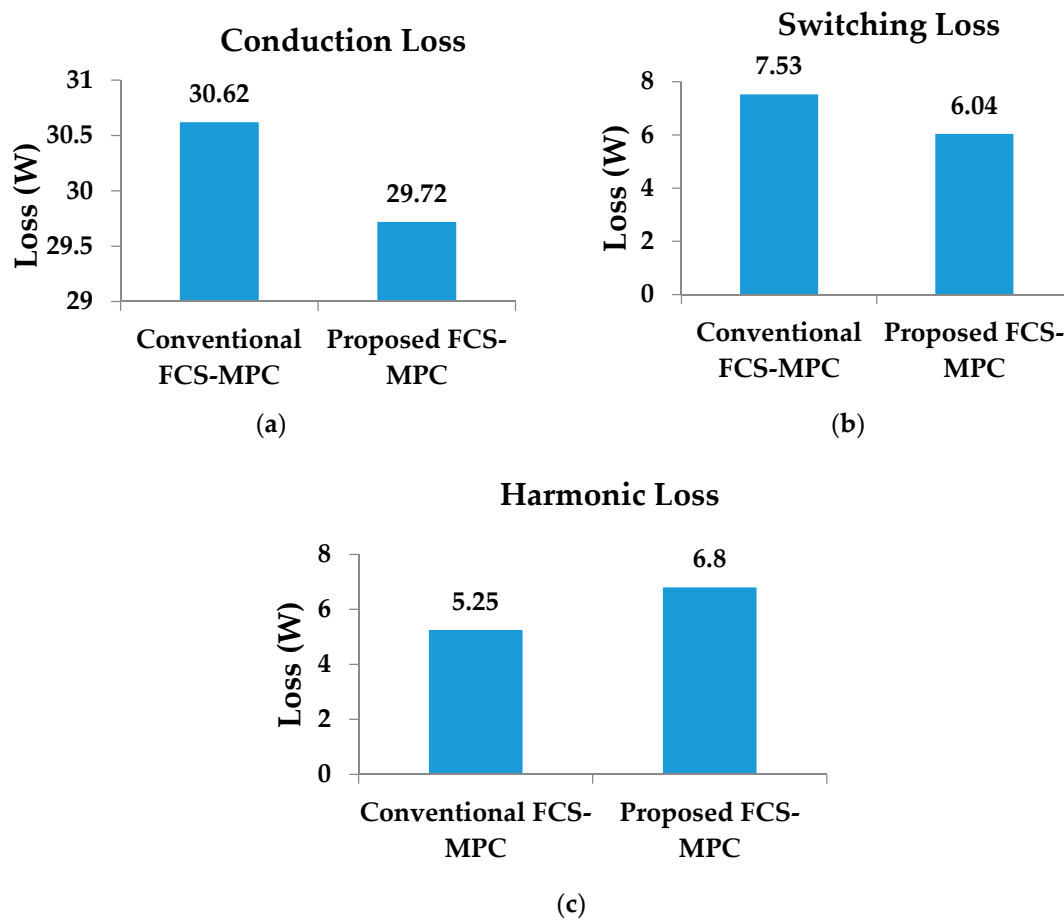 Conduction Loss
31
30.5
30
29.5
29
Loss (W)
30.62
29.72
Conventional
FCS-MPC
Proposed FCS-
MPC
(a)
Switching Loss
8
6
4
2
0
Loss (W)
7.53
6.04
Conventional
FCS-MPC
Proposed FCS-
MPC
(b)
Harmonic Loss
8
6
4
2
0
Loss (W)
5.25
6.8
Conventional FCS-
MPC
Proposed FCS-
MPC
(c)